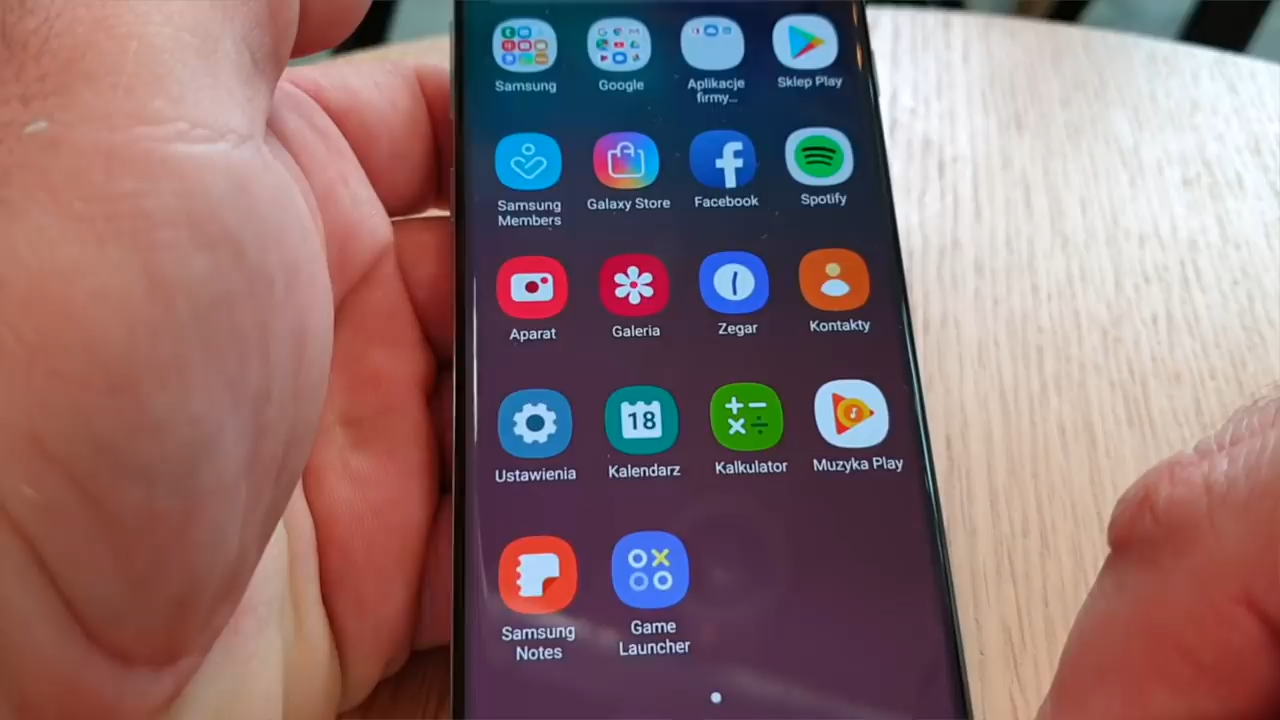 Samsung
Google
Aplikacje
firmy...
Sklep Play
Samsung
Members
Galaxy Store
Facebook
Spotify
Aparat
Galeria
Zegar
Kontakty
Ustawienia
18
Kalendarz
Kalkulator
Muzyka Play
Samsung
Notes
Game
Launcher